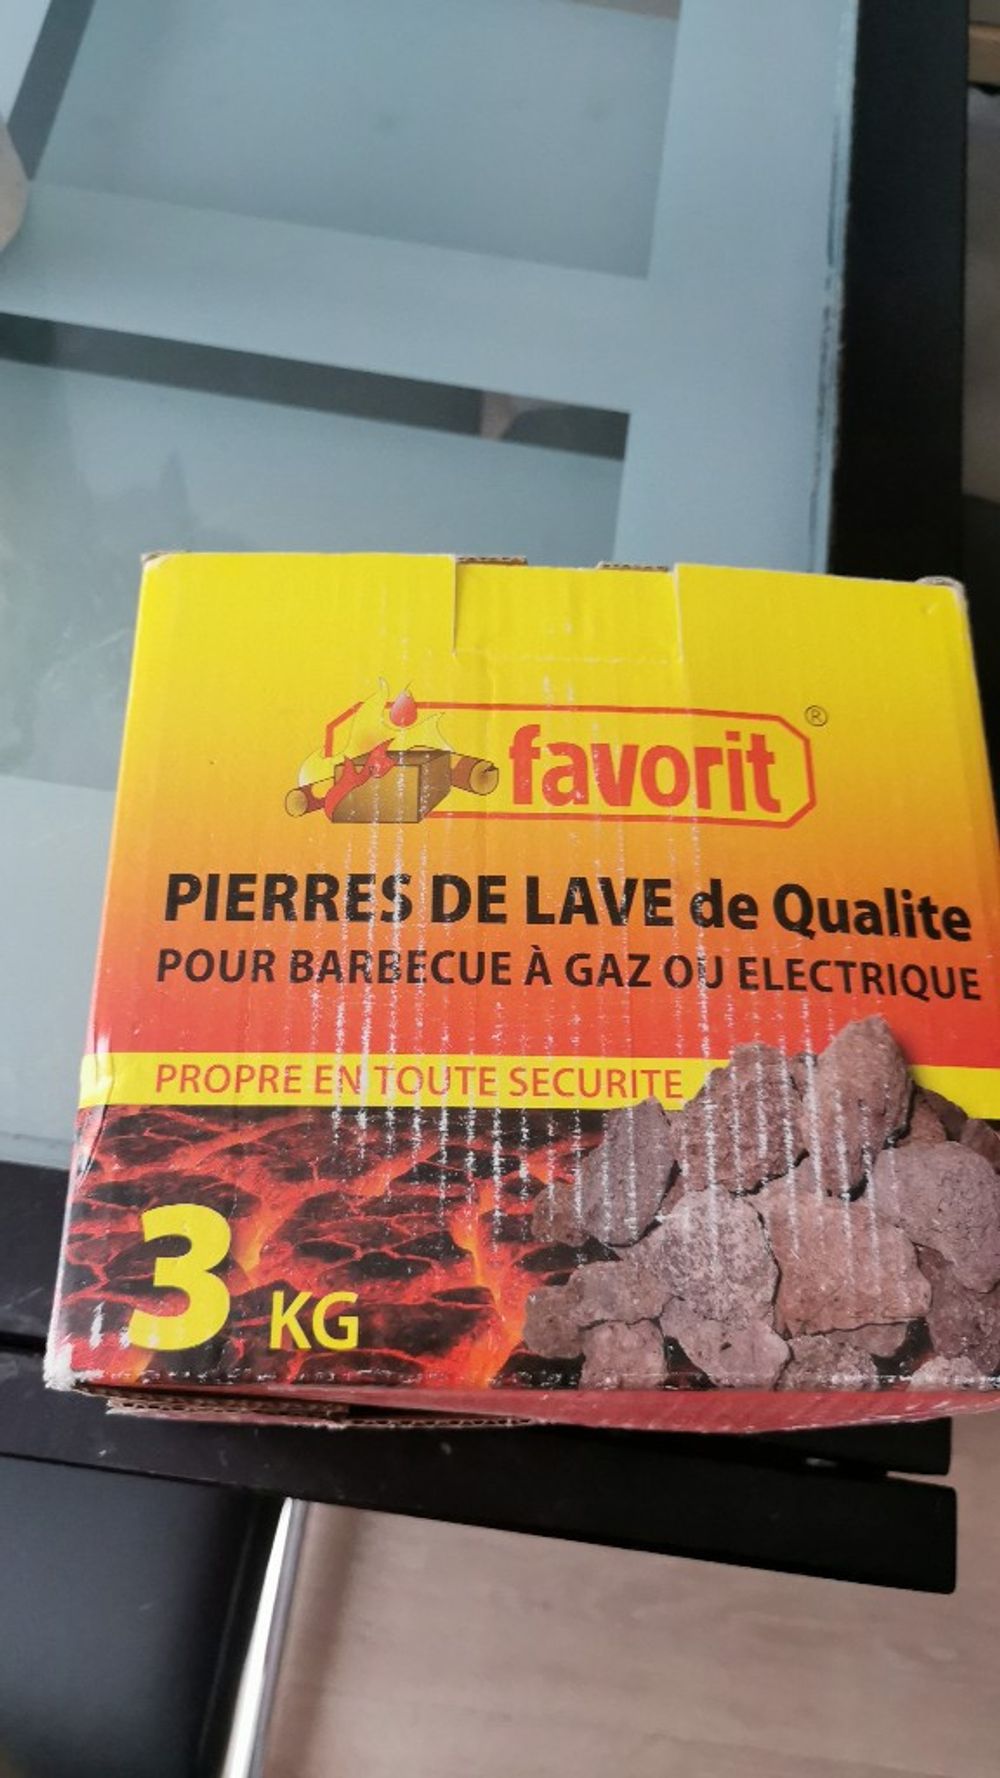 favorit ®
PIERRES DE LAVE de Qualite
POUR BARBECUE À GAZ OU ELECTRIQUE
PROPRE EN TOUTE SECURITE
3 KG